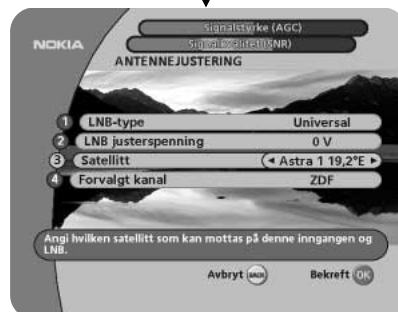 Signalstyrke (AGC)
NOKIA
Signalkvalitet (SNR)
ANTENNEJUSTERING
1 LNB-type Universal
2 LNB justerspenning 0 V
3 Satellitt Astra 1 19,2°E
4 Forvalgt kanal ZDF
Angi hvilken satellitt som kan mottas på denne inngangen og
LNB.
Avbryt BACK Bekreft OK